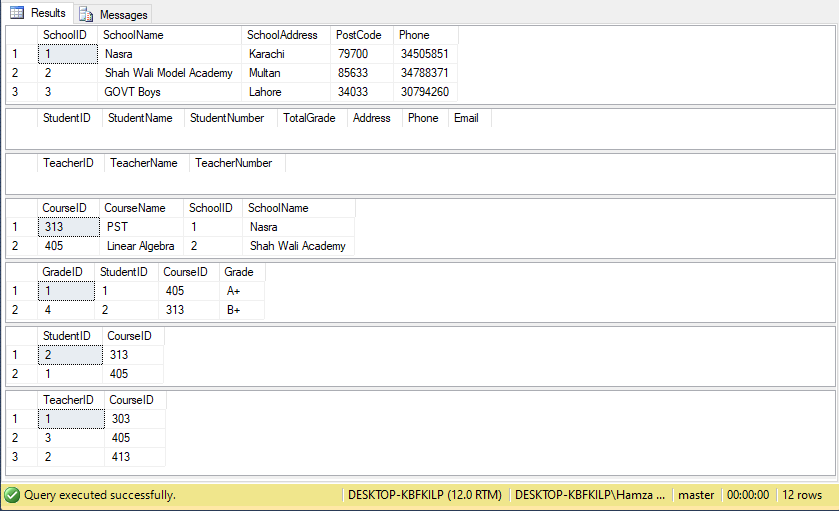 Results Messages
SchoolID SchoolName SchoolAddress PostCode Phone
1 1 Nasra Karachi 79700 34505851
2 2 Shah Wali Model Academy Multan 85633 34788371
3 3 GOVT Boys Lahore 34033 30794260
StudentID StudentName StudentNumber TotalGrade Address Phone Email
TeacherID TeacherName TeacherNumber
CourseID CourseName SchoolID SchoolName
1 313 PST 1 Nasra
2 405 Linear Algebra 2 Shah Wali Academy
GradeID StudentID CourseID Grade
1 1 1 405 A+
2 4 2 313 B+
StudentID CourseID
1 2 313
2 1 405
TeacherID CourseID
1 1 303
2 3 405
3 2 413
Query executed successfully. DESKTOP-KBFKILP (12.0 RTM) DESKTOP-KBFKILP\Hamza ... master 00:00:00 12 rows